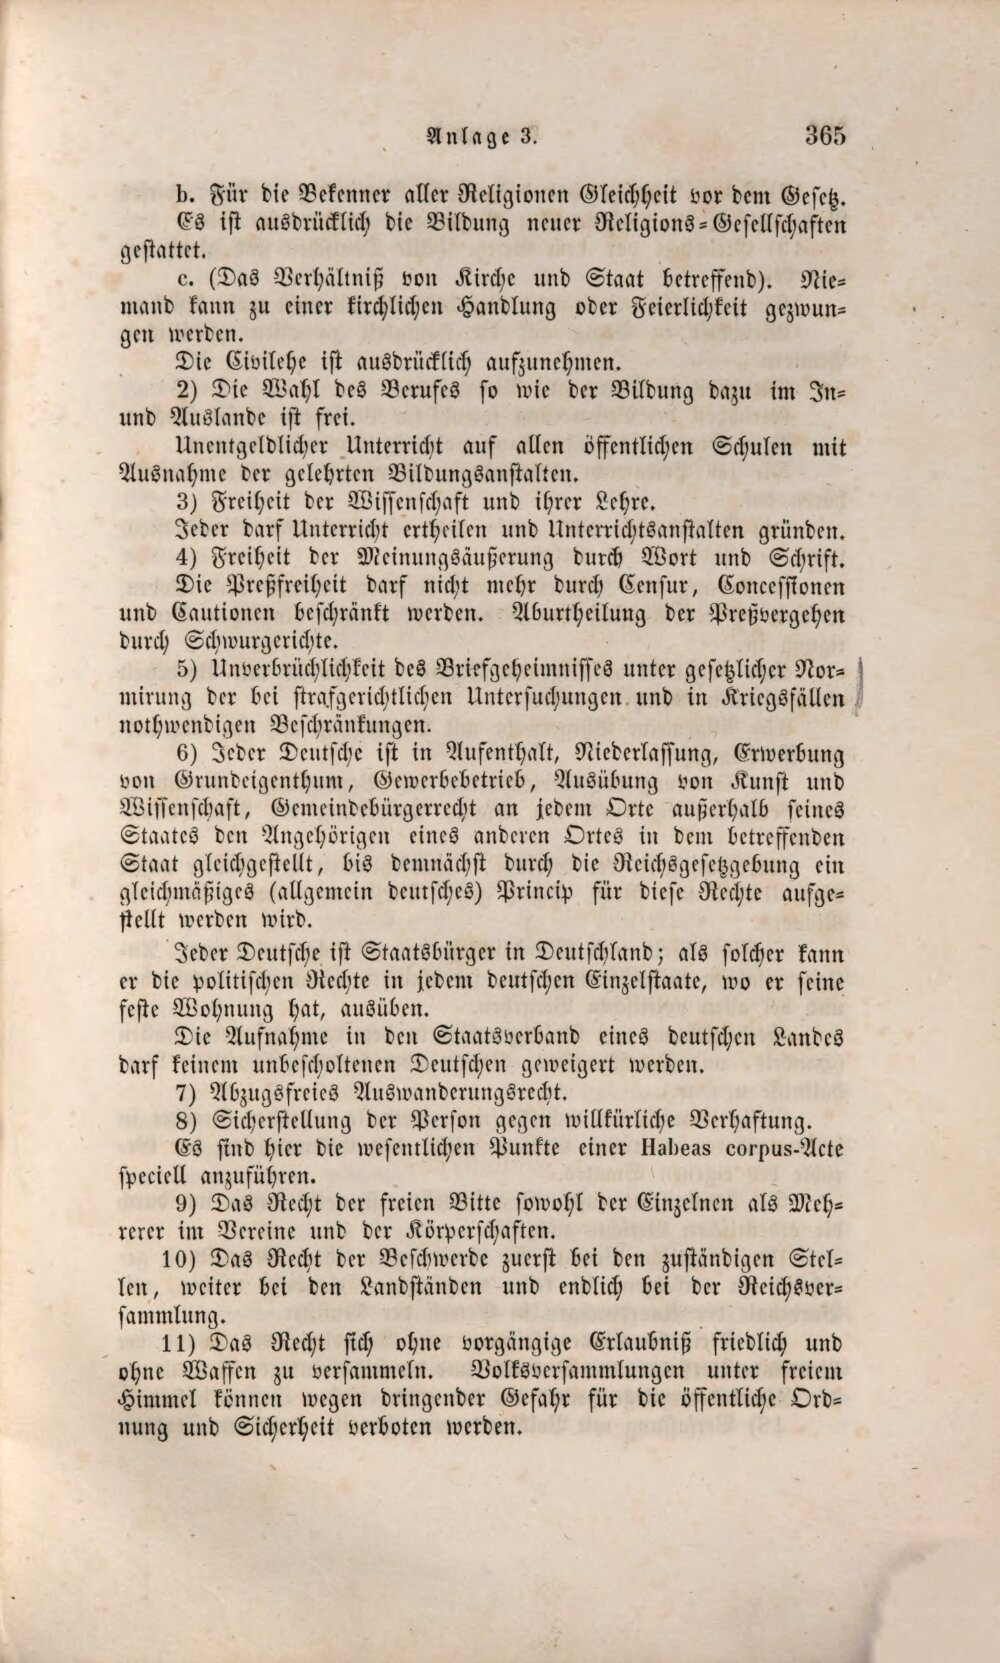 Anlage 3. 365
b. Für die Bekenner aller Religionen Gleichheit vor dem Gesetz.
Es ist ausdrücklich die Bildung neuer Religions-Gesellschaften
gestattet.
c. (Das Verhältniß von Kirche und Staat betreffend). Nie-
mand kann zu einer kirchlichen Handlung oder Feierlichkeit gezwun-
gen werden.
Die Civilehe ist ausdrücklich aufzunehmen.
2) Die Wahl des Berufes so wie der Bildung dazu im In-
und Auslande ist frei.
Unentgeldlicher Unterricht auf allen öffentlichen Schulen mit
Ausnahme der gelehrten Bildungsanstalten.
3) Freiheit der Wissenschaft und ihrer Lehre.
Jeder darf Unterricht ertheilen und Unterrichtsanstalten gründen.
4) Freiheit der Meinungsäußerung durch Wort und Schrift.
Die Preßfreiheit darf nicht mehr durch Censur, Concessionen
und Cautionen beschränkt werden. Aburtheilung der Preßvergehen
durch Schwurgerichte.
5) Unverbrüchlichkeit des Briefgeheimnisses unter gesetzlicher Nor-
mirung der bei strafgerichtlichen Untersuchungen und in Kriegsfällen
nothwendigen Beschränkungen.
6) Jeder Deutsche ist in Aufenthalt, Niederlassung, Erwerbung
von Grundeigenthum, Gewerbebetrieb, Ausübung von Kunst und
Wissenschaft, Gemeindebürgerrecht an jedem Orte außerhalb seines
Staates den Angehörigen eines anderen Ortes in dem betreffenden
Staat gleichgestellt, bis demnächst durch die Reichsgesetzgebung ein
gleichmäßiges (allgemein deutsches) Princip für diese Rechte aufge-
stellt werden wird.
Jeder Deutsche ist Staatsbürger in Deutschland; als solcher kann
er die politischen Rechte in jedem deutschen Einzelstaate, wo er seine
feste Wohnung hat, ausüben.
Die Aufnahme in den Staatsverband eines deutschen Landes
darf keinem unbescholtenen Deutschen geweigert werden.
7) Abzugsfreies Auswanderungsrecht.
8) Sicherstellung der Person gegen willkürliche Verhaftung.
Es sind hier die wesentlichen Punkte einer Habeas corpus-Acte
speciell anzuführen.
9) Das Recht der freien Bitte sowohl der Einzelnen als Meh-
rerer im Vereine und der Körperschaften.
10) Das Recht der Beschwerde zuerst bei den zuständigen Stel-
len, weiter bei den Landständen und endlich bei der Reichsver-
sammlung.
11) Das Recht sich ohne vorgängige Erlaubniß friedlich und
ohne Waffen zu versammeln. Volksversammlungen unter freiem
Himmel können wegen dringender Gefahr für die öffentliche Ord-
nung und Sicherheit verboten werden.